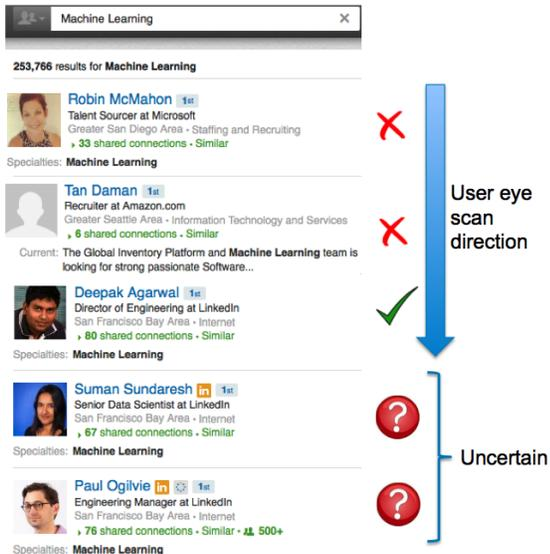 Machine Learning
253,766 results for Machine Learning
Robin McMahon 1st
Talent Sourcer at Microsoft
Greater San Diego Area · Staffing and Recruiting
33 shared connections · Similar
Specialties: Machine Learning
Tan Daman 1st
Recruiter at Amazon.com
Greater Seattle Area · Information Technology and Services
6 shared connections · Similar
Current: The Global Inventory Platform and Machine Learning team is
looking for strong passionate Software...
Deepak Agarwal 1st
Director of Engineering at LinkedIn
San Francisco Bay Area · Internet
80 shared connections · Similar
Specialties: Machine Learning
Suman Sundaresh in 1st
Senior Data Scientist at LinkedIn
San Francisco Bay Area · Internet
67 shared connections · Similar
Specialties: Machine Learning
Paul Ogilvie in 1st
Engineering Manager at LinkedIn
San Francisco Bay Area · Internet
76 shared connections · Similar · 500+
Specialties: Machine Learning
User eye
scan
direction
?
?
Uncertain